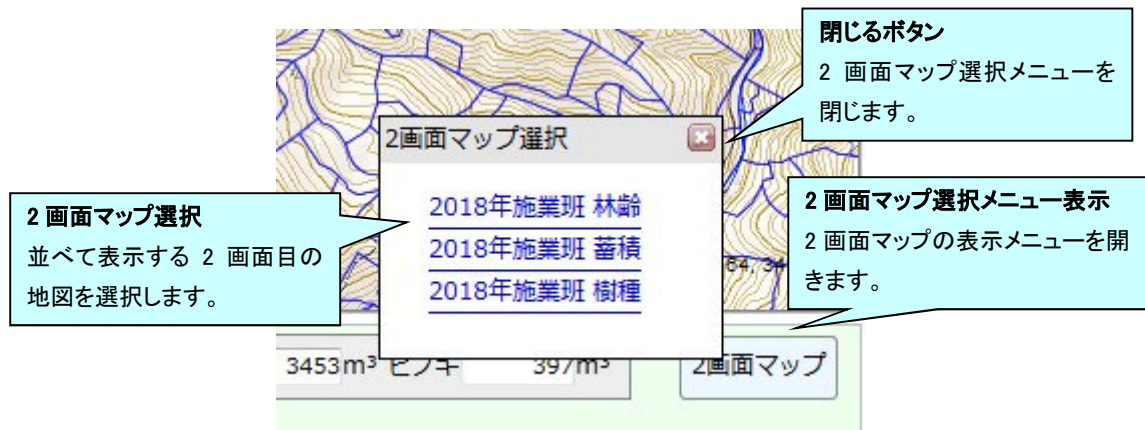 閉じるボタン
2 画面マップ選択メニューを
閉じます。
2画面マップ選択
2018年施業班 林齢
2018年施業班 蓄積
2018年施業班 樹種
2 画面マップ選択
並べて表示する 2 画面目の
地図を選択します。
2 画面マップ選択メニュー表示
2 画面マップの表示メニューを開
きます。
64, 34
3453m³ ヒノキ 397m³
2画面マップ